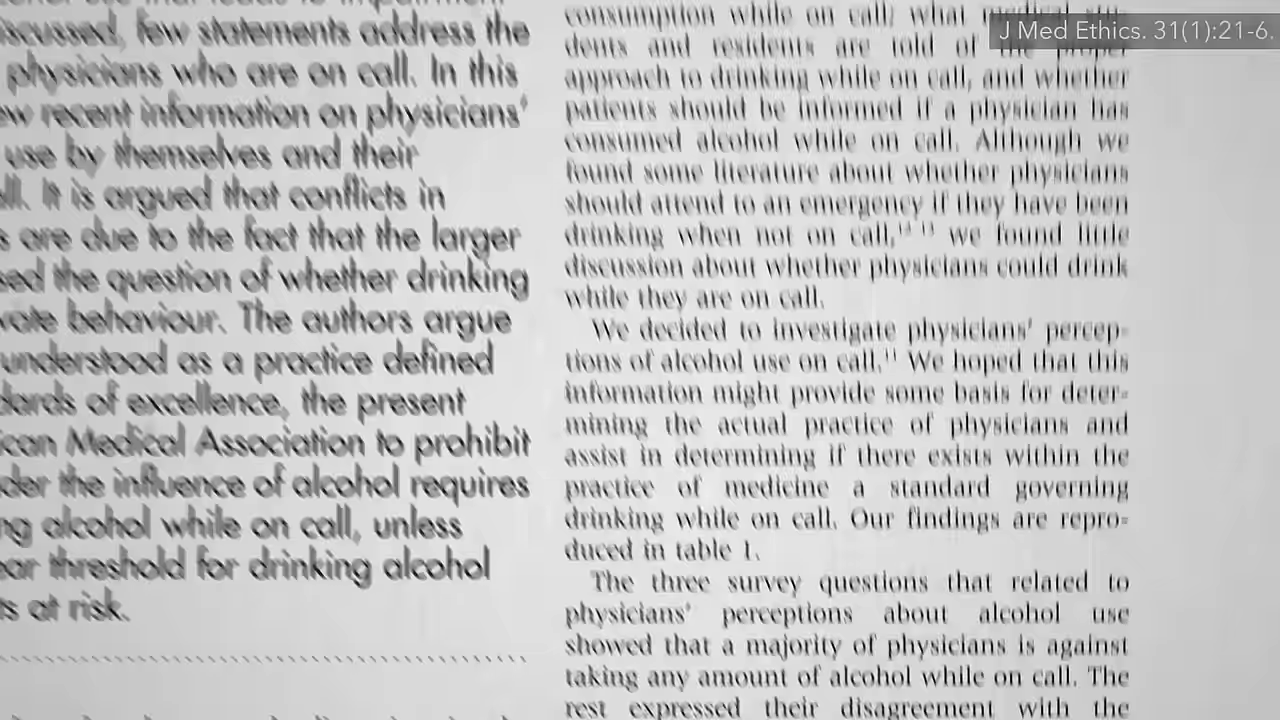 J Med Ethics. 31(1):21-6.
iscussed, few statements address the
physicians who are on call. In this
ew recent information on physicians'
use by themselves and their
all. It is argued that conflicts in
s are due to the fact that the larger
sed the question of whether drinking
vate behaviour. The authors argue
understood as a practice defined
dards of excellence, the present
ican Medical Association to prohibit
der the influence of alcohol requires
ng alcohol while on call, unless
ear threshold for drinking alcohol
ts at risk.
consumption while on call; what medical stu-
dents and residents are told of the proper
approach to drinking while on call, and whether
patients should be informed if a physician has
consumed alcohol while on call. Although we
found some literature about whether physicians
should attend to an emergency if they have been
drinking when not on call, we found little
discussion about whether physicians could drink
while they are on call.
We decided to investigate physicians' percep-
tions of alcohol use on call.¹¹ We hoped that this
information might provide some basis for deter-
mining the actual practice of physicians and
assist in determining if there exists within the
practice of medicine a standard governing
drinking while on call. Our findings are repro-
duced in table 1.
The three survey questions that related to
physicians' perceptions about alcohol use
showed that a majority of physicians is against
taking any amount of alcohol while on call. The
rest expressed their disagreement with the